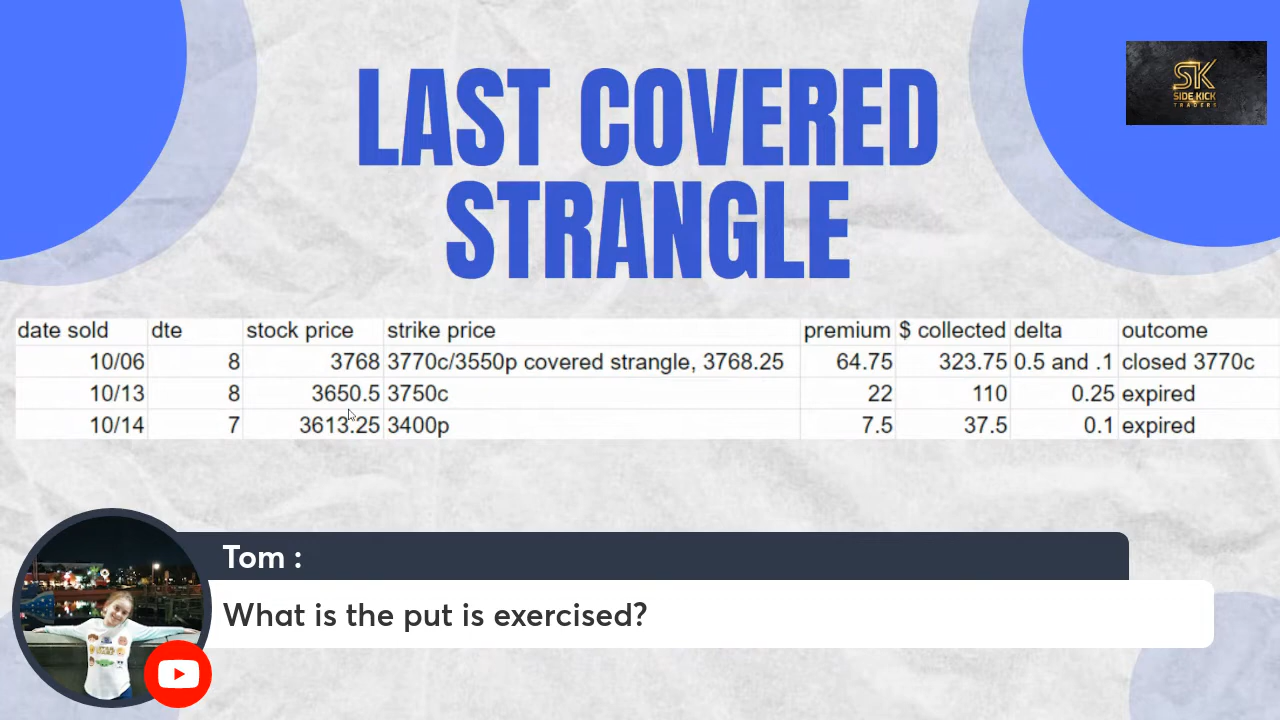 LAST COVERED
STRANGLE
SK
SIDE KICK
TRADERS
date sold dte stock price strike price premium $ collected delta outcome
10/06 8 3768 3770c/3550p covered strangle, 3768.25 64.75 323.75 0.5 and .1 closed 3770c
10/13 8 3650.5 3750c 22 110 0.25 expired
10/14 7 3613.25 3400p 7.5 37.5 0.1 expired
Tom :
What is the put is exercised?